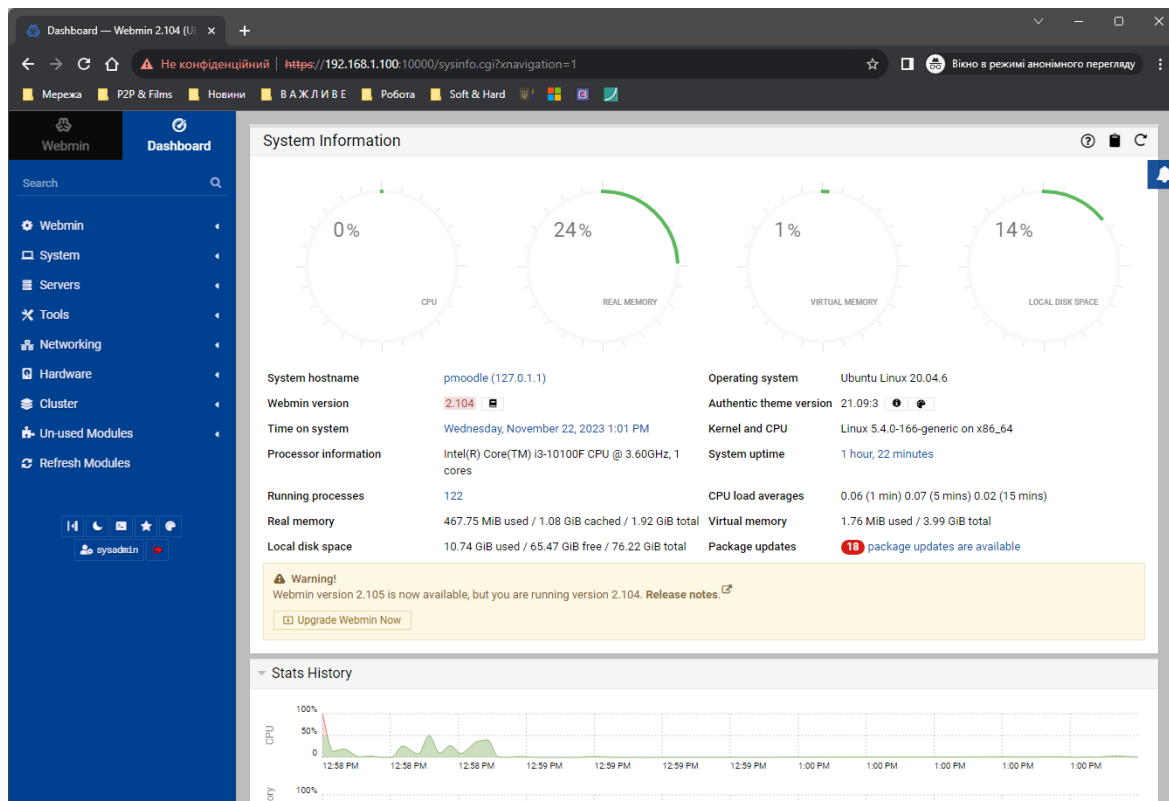 Dashboard — Webmin 2.104 (U
Не конфіденційний | https://192.168.1.100:10000/sysinfo.cgi?xnavigation=1
Вікно в режимі анонімного перегляду
Мережа P2P & Films Новини В А Ж Л И В Е Робота Soft & Hard
Webmin
Dashboard
Search
Webmin
System
Servers
Tools
Networking
Hardware
Cluster
Un-used Modules
Refresh Modules
sysadmin
System Information
0%
CPU
24%
REAL MEMORY
1%
VIRTUAL MEMORY
14%
LOCAL DISK SPACE
System hostname pmoodle (127.0.1.1) Operating system Ubuntu Linux 20.04.6
Webmin version 2.104 Authentic theme version 21.09:3
Time on system Wednesday, November 22, 2023 1:01 PM Kernel and CPU Linux 5.4.0-166-generic on x86_64
Processor information Intel(R) Core(TM) i3-10100F CPU @ 3.60GHz, 1 System uptime 1 hour, 22 minutes
cores
Running processes 122 CPU load averages 0.06 (1 min) 0.07 (5 mins) 0.02 (15 mins)
Real memory 467.75 MiB used / 1.08 GiB cached / 1.92 GiB total Virtual memory 1.76 MiB used / 3.99 GiB total
Local disk space 10.74 GiB used / 65.47 GiB free / 76.22 GiB total Package updates 18 package updates are available
Warning!
Webmin version 2.105 is now available, but you are running version 2.104. Release notes.
Upgrade Webmin Now
Stats History
CPU
100%
50%
0
12:58 PM 12:58 PM 12:58 PM 12:59 PM 12:59 PM 12:59 PM 12:59 PM 1:00 PM 1:00 PM 1:00 PM 1:00 PM 1:00 PM
100%